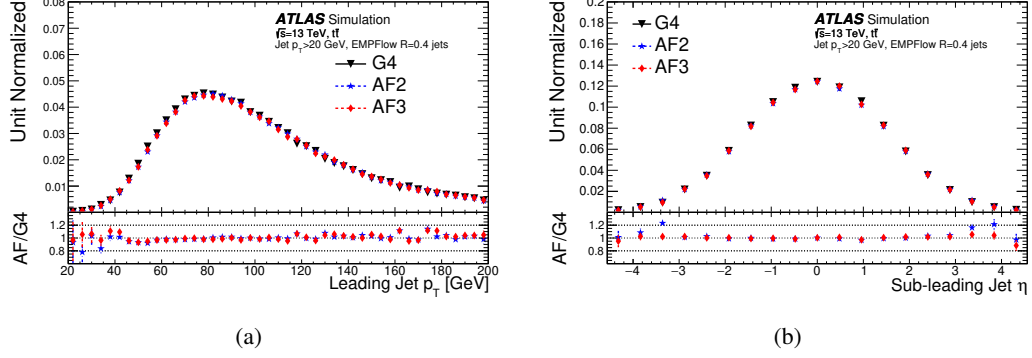 Unit Normalized
0.08
0.07
0.06
0.05
0.04
0.03
0.02
0.01
ATLAS Simulation
√s=13 TeV, tt̄
Jet p_T>20 GeV, EMPFlow R=0.4 jets
G4
AF2
AF3
AF/G4
1.2
1
0.8
20 40 60 80 100 120 140 160 180 200
Leading Jet p_T [GeV]
(a)
Unit Normalized
0.2
0.18
0.16
0.14
0.12
0.1
0.08
0.06
0.04
0.02
G4
AF2
AF3
ATLAS Simulation
√s=13 TeV, tt̄
Jet p_T>20 GeV, EMPFlow R=0.4 jets
AF/G4
1.2
1
0.8
−4 −3 −2 −1 0 1 2 3 4
Sub-leading Jet η
(b)